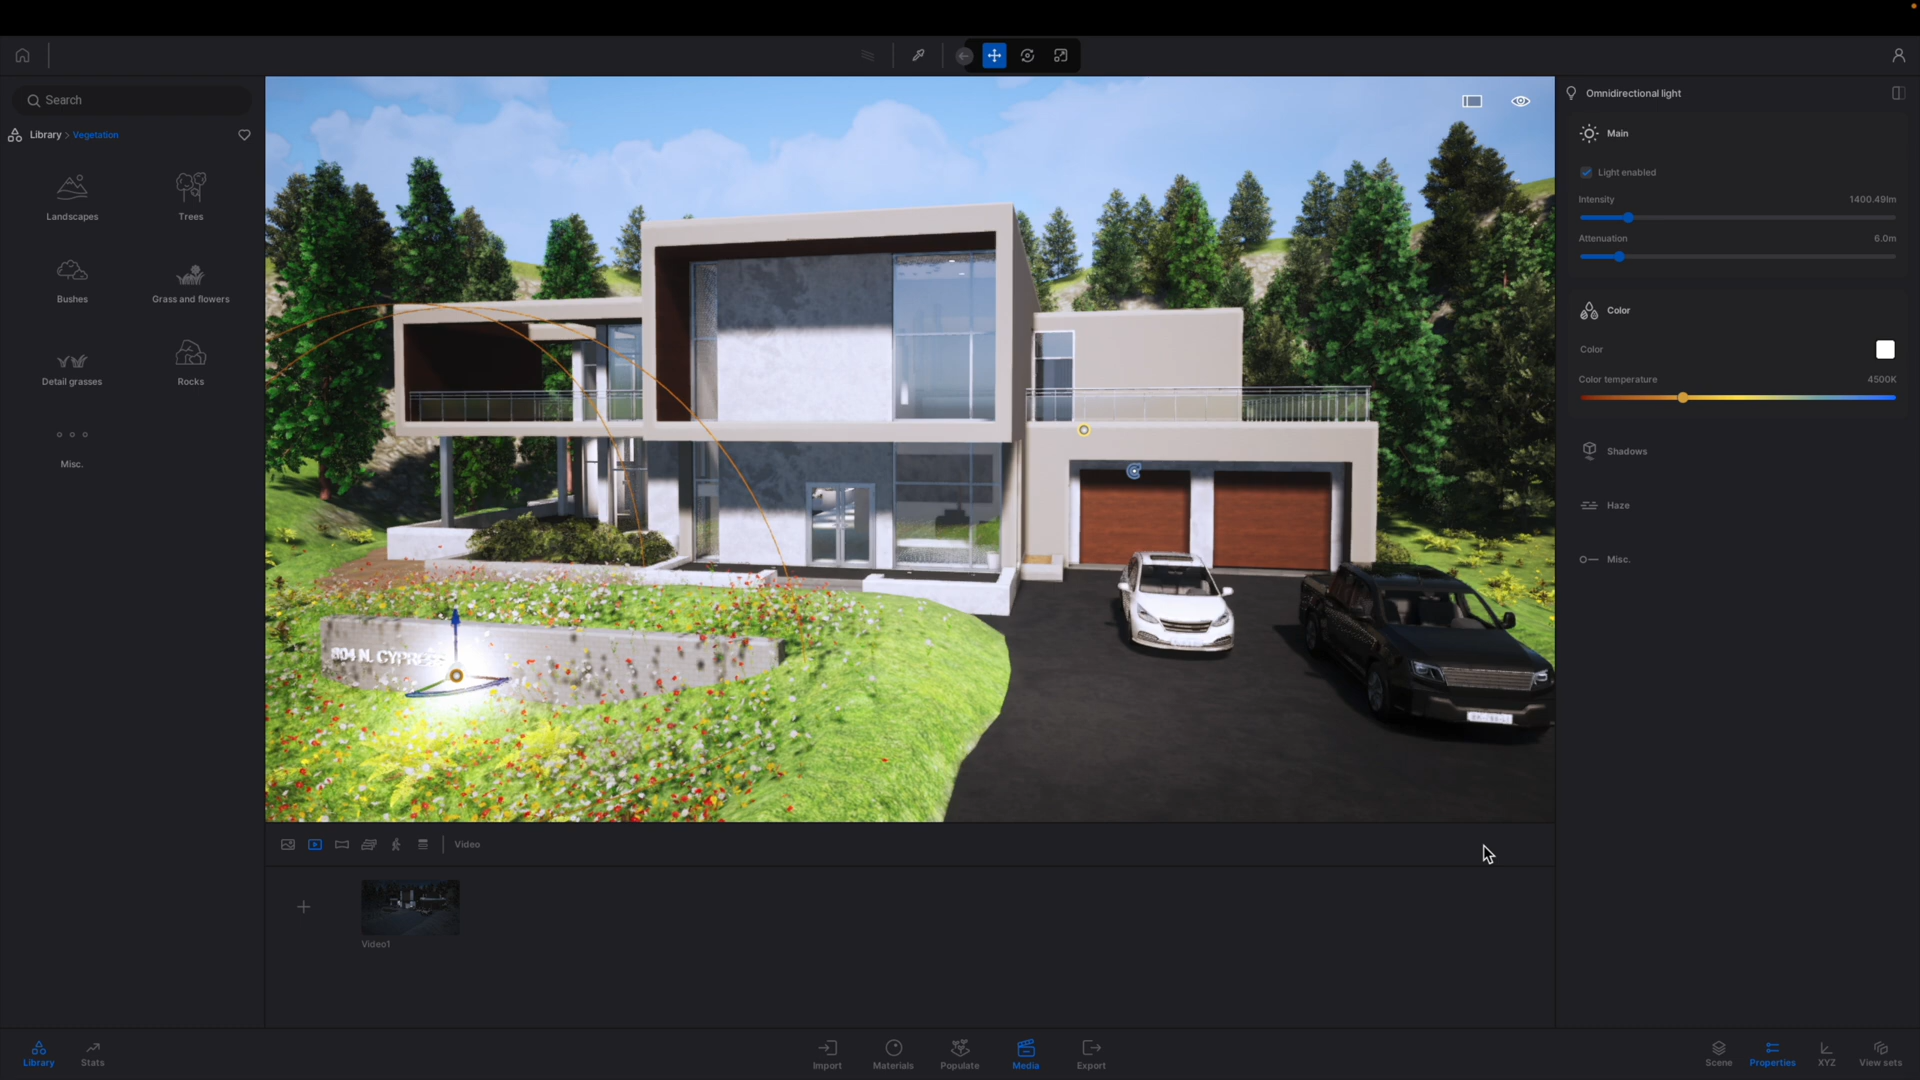 Search
Omnidirectional light
Library > Vegetation
Main
Light enabled
Landscapes
Trees
Intensity
1400.49lm
Attenuation
6.0m
Bushes
Grass and flowers
Color
Color
Detail grasses
Rocks
Color temperature
4500K
Shadows
Misc.
Haze
Misc.
804 N. CYPRE
Video
Video1
Library
Stats
Import
Materials
Populate
Media
Export
Scene
Properties
XYZ
View sets